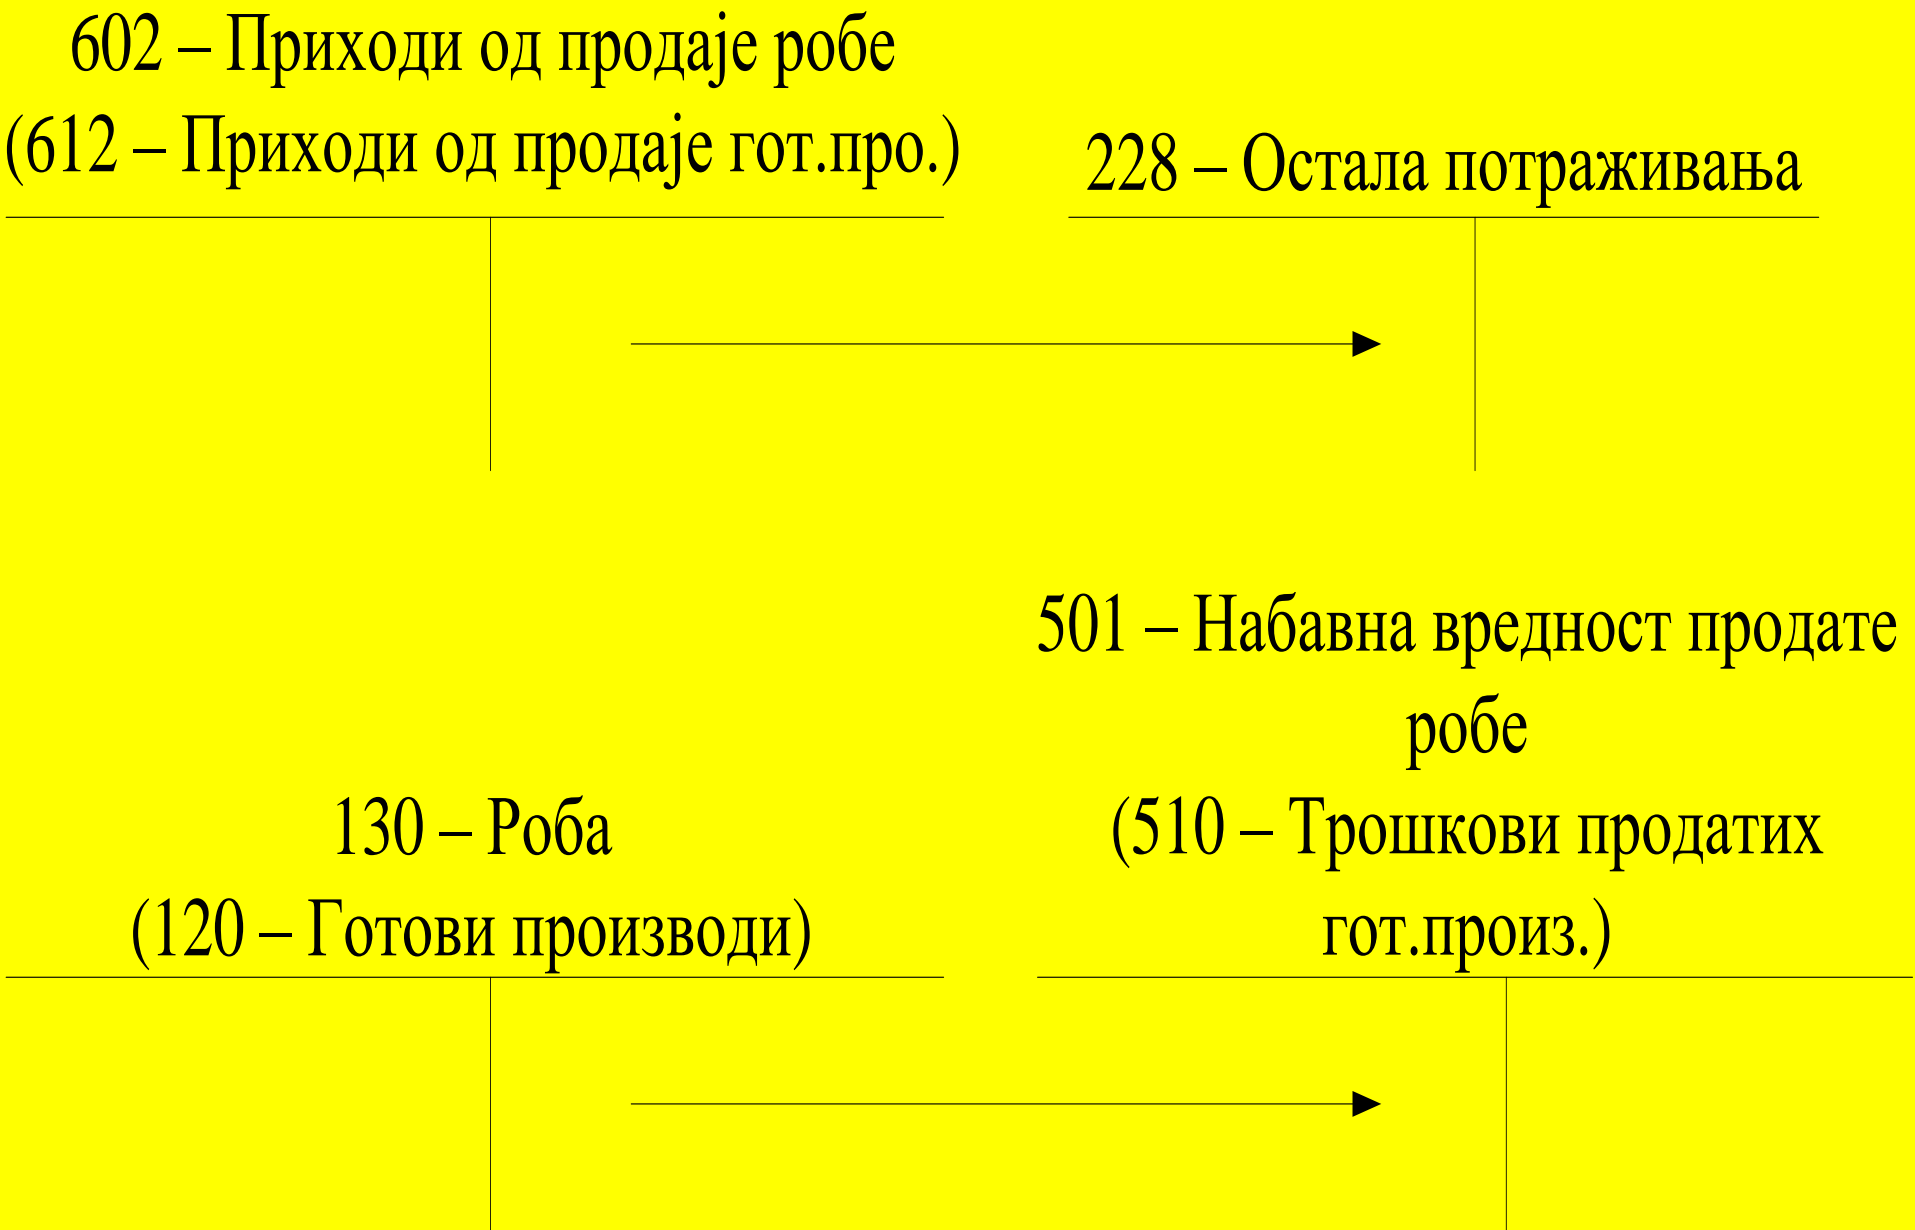 602 – Приходи од продаје робе
(612 – Приходи од продаје гот.про.)
228 – Остала потраживања
501 – Набавна вредност продате
робе
(510 – Трошкови продатих
гот.произ.)
130 – Роба
(120 – Готови производи)